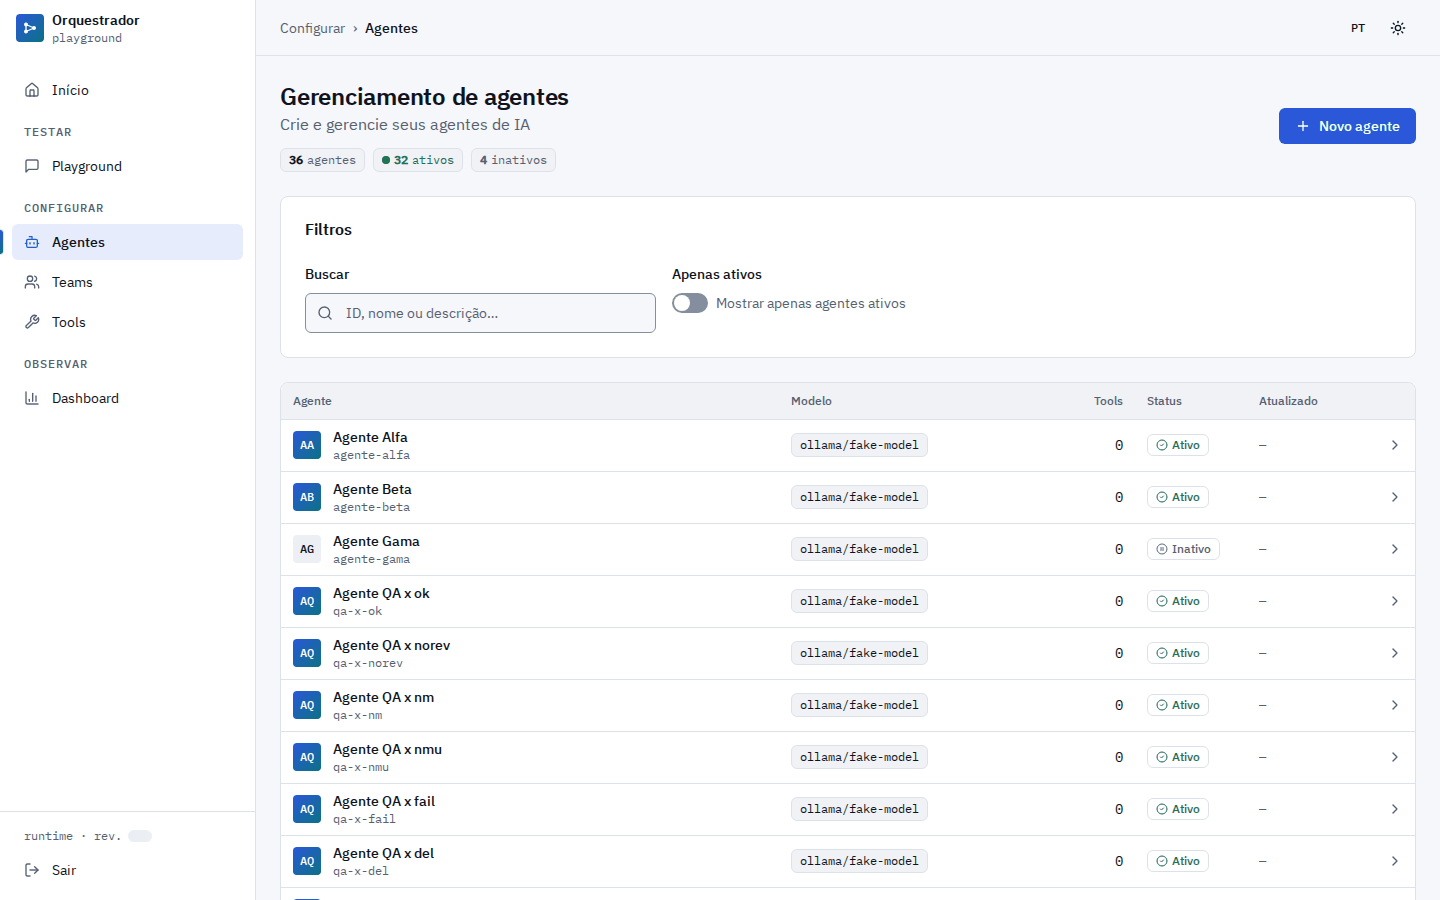 Orquestrador
playground
Início
TESTAR
Playground
CONFIGURAR
Agentes
Teams
Tools
OBSERVAR
Dashboard
runtime · rev.
Sair
Configurar › Agentes
PT
Gerenciamento de agentes
Crie e gerencie seus agentes de IA
36 agentes
32 ativos
4 inativos
Novo agente
Filtros
Buscar
ID, nome ou descrição...
Apenas ativos
Mostrar apenas agentes ativos
Agente Modelo Tools Status Atualizado
AA Agente Alfa ollama/fake-model 0 Ativo –
agente-alfa
AB Agente Beta ollama/fake-model 0 Ativo –
agente-beta
AG Agente Gama ollama/fake-model 0 Inativo –
agente-gama
AQ Agente QA x ok ollama/fake-model 0 Ativo –
qa-x-ok
AQ Agente QA x norev ollama/fake-model 0 Ativo –
qa-x-norev
AQ Agente QA x nm ollama/fake-model 0 Ativo –
qa-x-nm
AQ Agente QA x nmu ollama/fake-model 0 Ativo –
qa-x-nmu
AQ Agente QA x fail ollama/fake-model 0 Ativo –
qa-x-fail
AQ Agente QA x del ollama/fake-model 0 Ativo –
qa-x-del